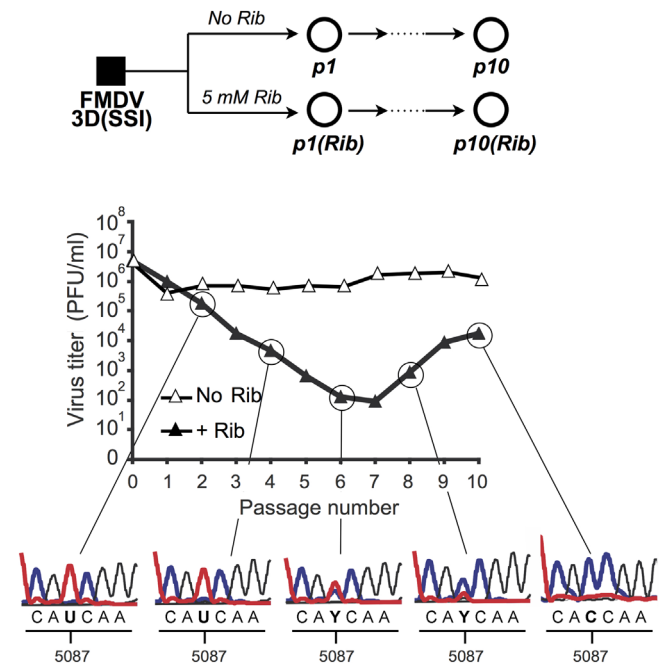 No Rib
p1
p10
FMDV
3D(SSI)
5 mM Rib
p1(Rib)
p10(Rib)
Virus titer (PFU/ml)
10⁸
10⁷
10⁶
10⁵
10⁴
10³
10²
10¹
0
No Rib
+ Rib
0 1 2 3 4 5 6 7 8 9 10
Passage number
C A U C A A
C A U C A A
C A Y C A A
C A Y C A A
C A C C A A
5087
5087
5087
5087
5087